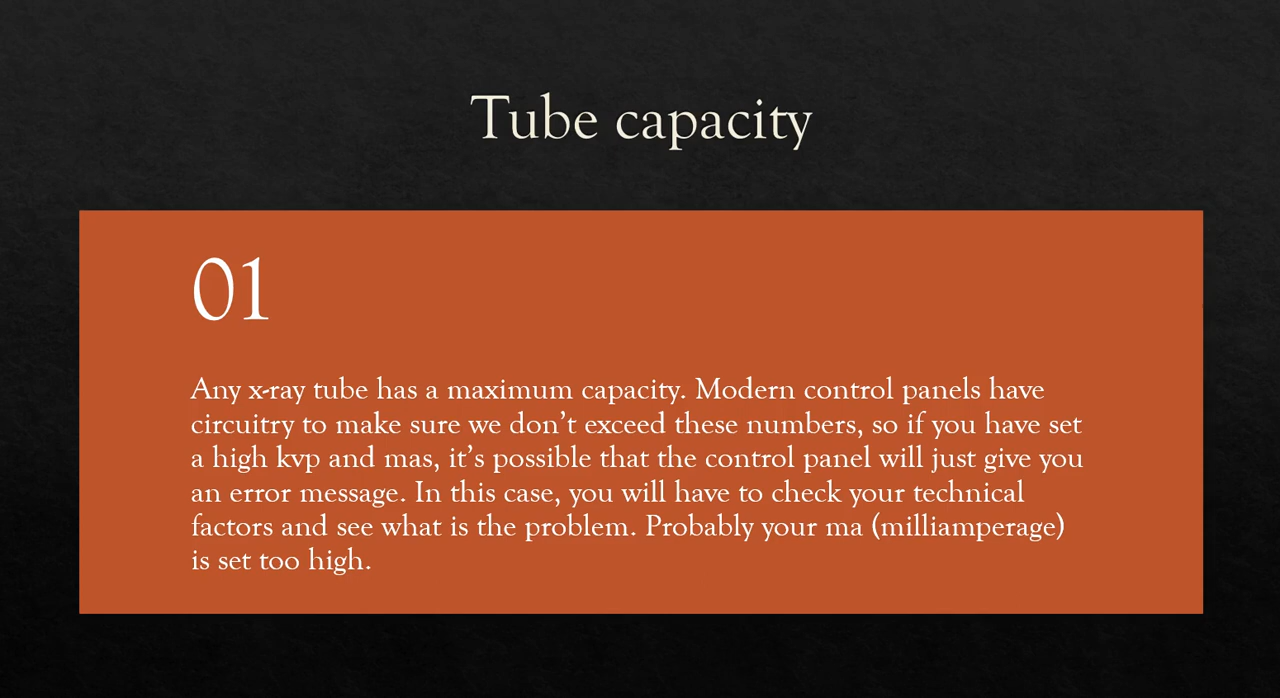 Tube capacity
01
Any x-ray tube has a maximum capacity. Modern control panels have
circuitry to make sure we don’t exceed these numbers, so if you have set
a high kvp and mas, it’s possible that the control panel will just give you
an error message. In this case, you will have to check your technical
factors and see what is the problem. Probably your ma (milliamperage)
is set too high.